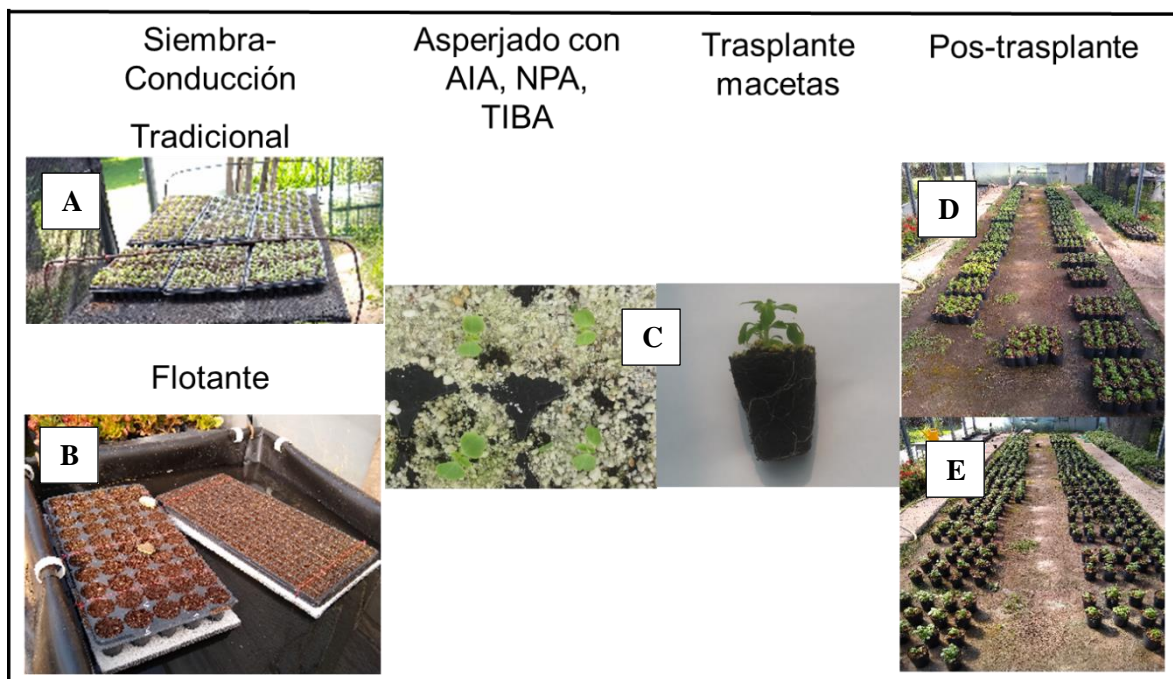 Siembra-
Conducción
Tradicional
A
Flotante
B
Asperjado con
AIA, NPA,
TIBA
C
Trasplante
macetas
Pos-trasplante
D
E